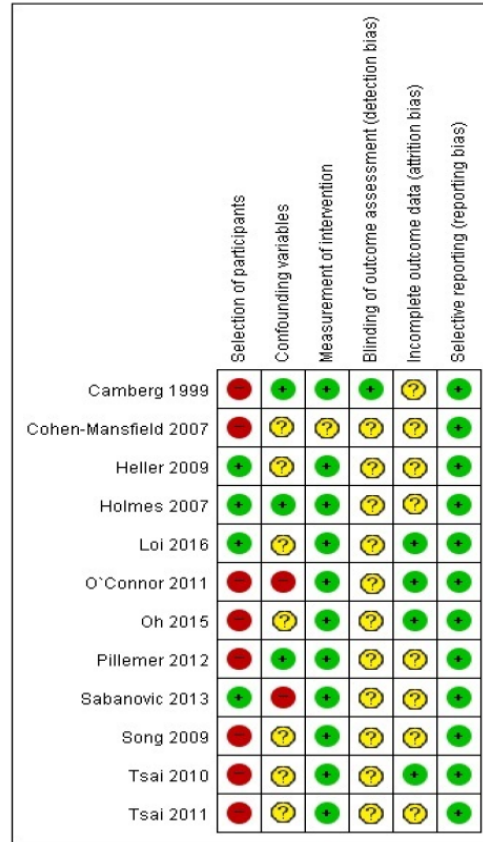 Selection of participants
Confounding variables
Measurement of intervention
Blinding of outcome assessment (detection bias)
Incomplete outcome data (attrition bias)
Selective reporting (reporting bias)
Camberg 1999 - + + + ? +
Cohen-Mansfield 2007 - ? ? ? ? +
Heller 2009 + ? + ? ? +
Holmes 2007 + + + ? ? +
Loi 2016 + ? + ? + +
O`Connor 2011 - - + ? + +
Oh 2015 - ? + ? + +
Pillemer 2012 - + + ? ? +
Sabanovic 2013 + - + ? ? +
Song 2009 - ? + ? ? +
Tsai 2010 - ? + ? + +
Tsai 2011 - ? + ? ? +